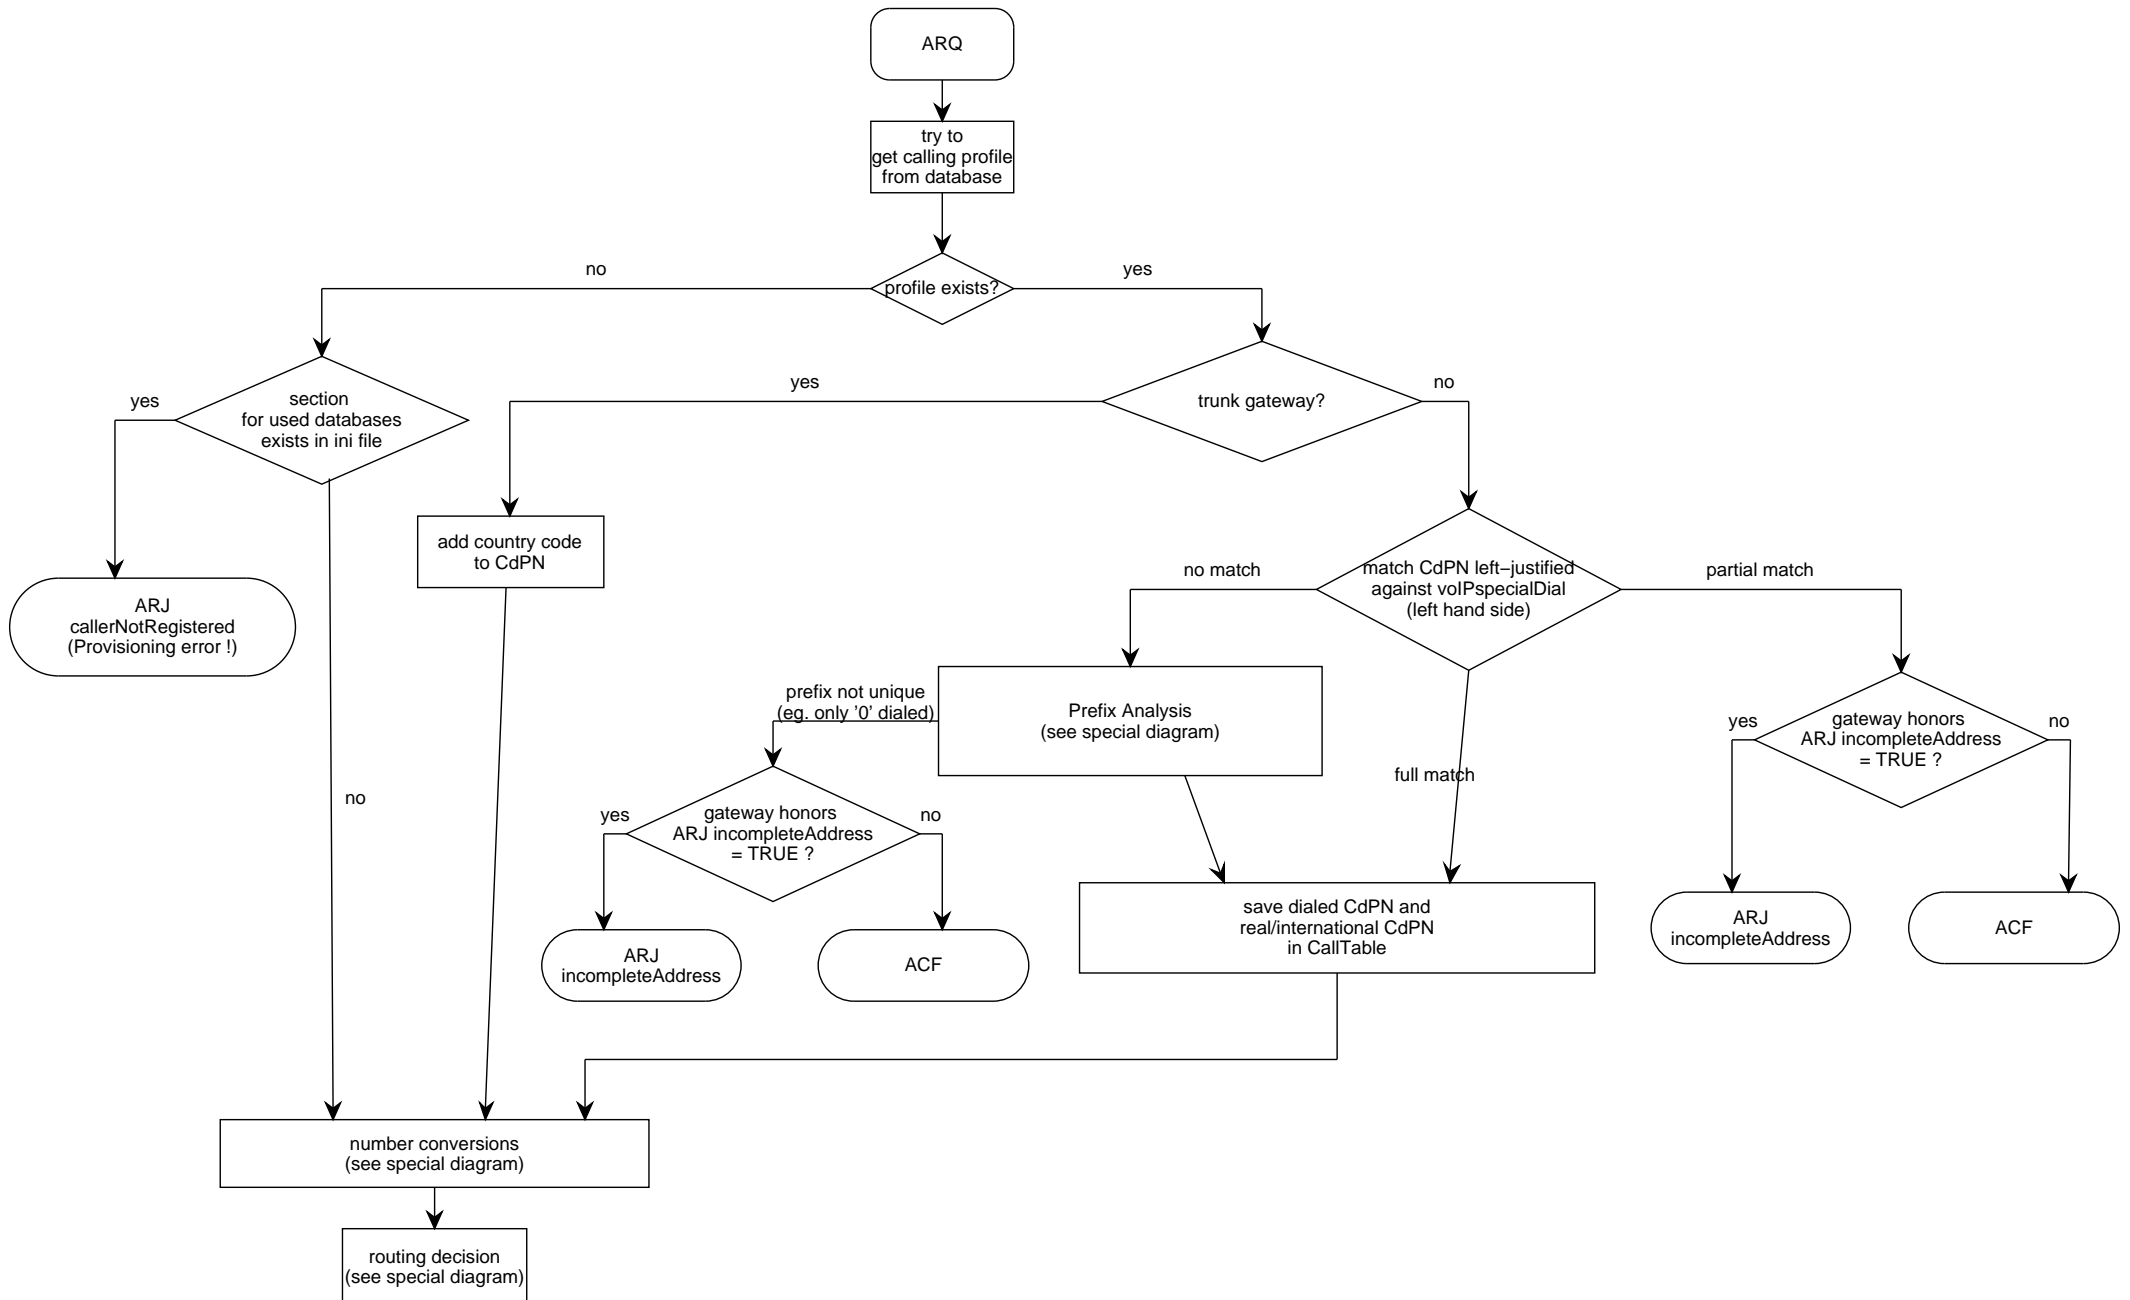 ARQ
try to
get calling profile
from database
no
yes
profile exists?
yes
section
for used databases
exists in ini file
yes
trunk gateway?
no
add country code
to CdPN
ARJ
callerNotRegistered
(Provisioning error !)
no match
match CdPN left−justified
against voIPspecialDial
(left hand side)
partial match
prefix not unique
(eg. only ’0’ dialed)
Prefix Analysis
(see special diagram)
full match
yes
gateway honors
ARJ incompleteAddress
= TRUE ?
no
no
yes
gateway honors
ARJ incompleteAddress
= TRUE ?
no
ARJ
incompleteAddress
ACF
save dialed CdPN and
real/international CdPN
in CallTable
ARJ
incompleteAddress
ACF
number conversions
(see special diagram)
routing decision
(see special diagram)